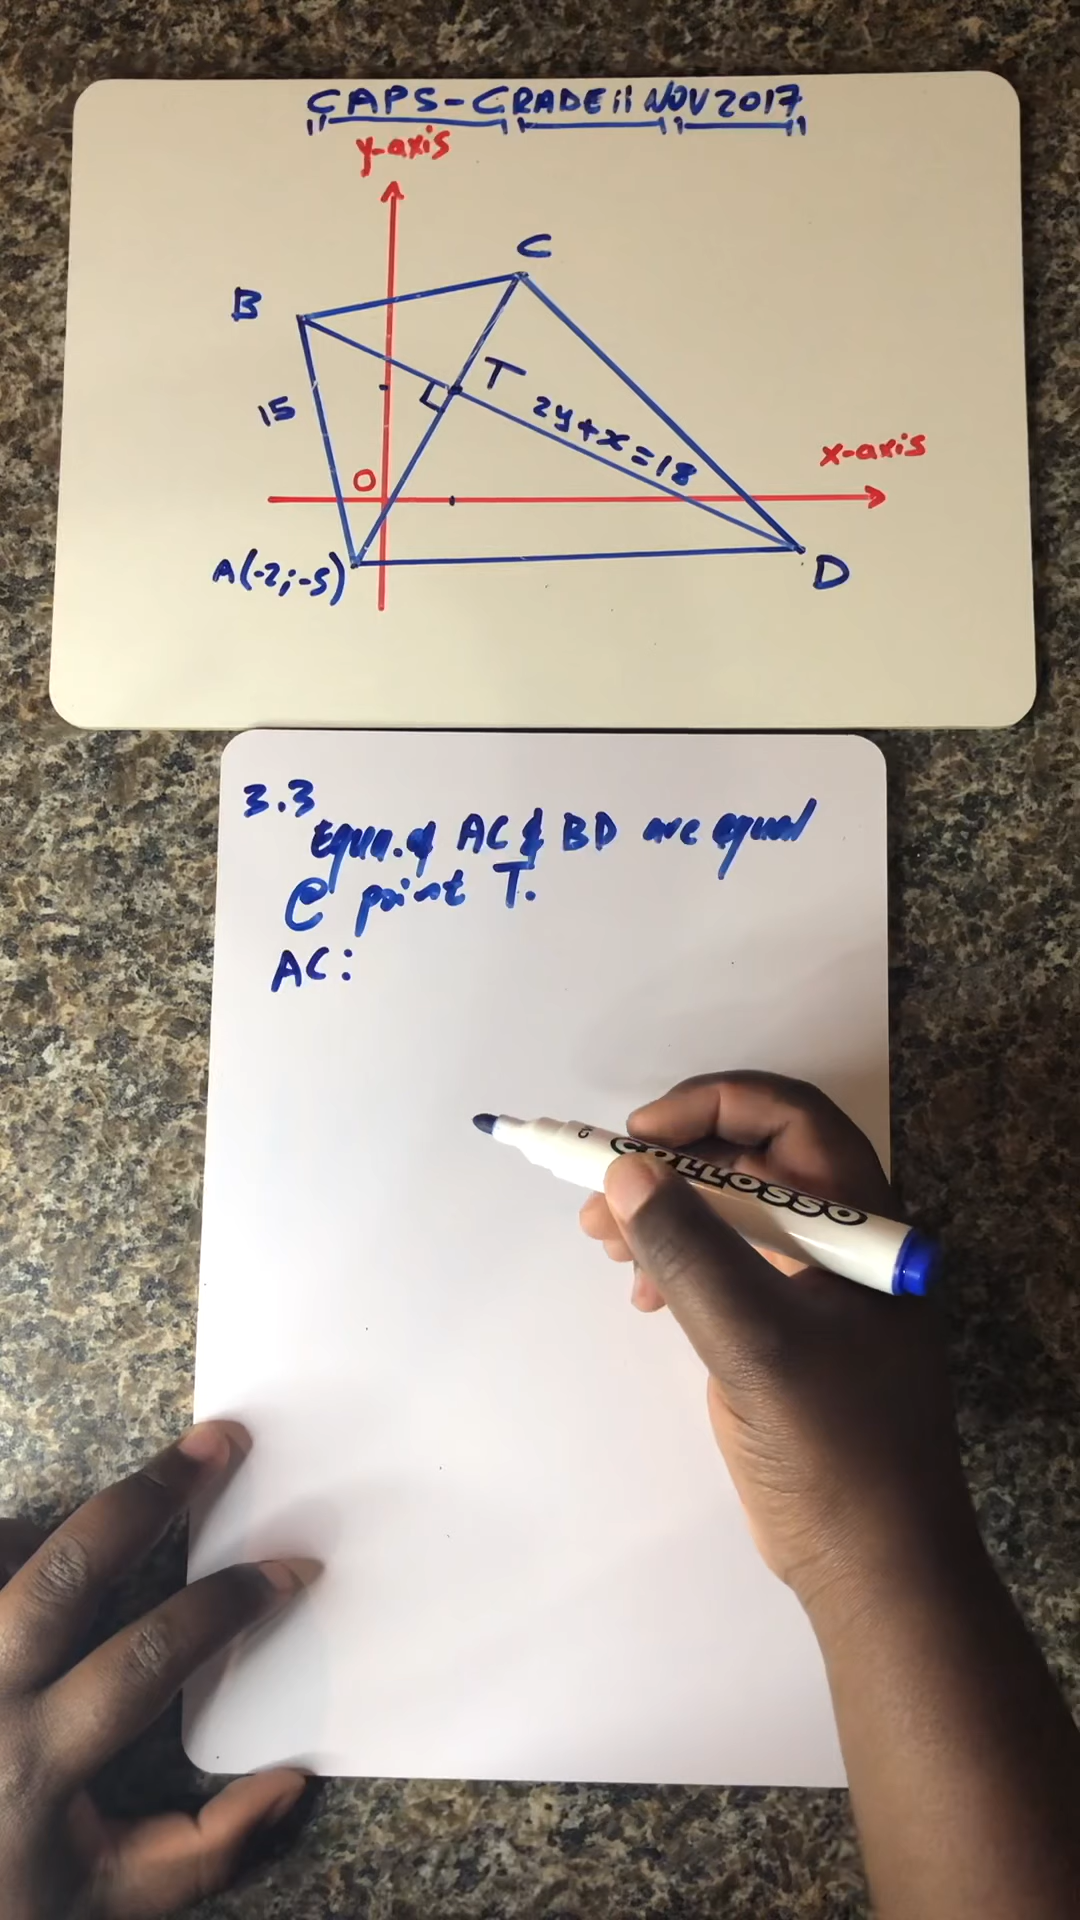 CAPS-GRADE 11 NOV 2017
y-axis
C
B
T
15
2y+x=18
x-axis
O
A(-2;-5)
D
3.3
Equa. of AC & BD are equal
@ point T.
AC:
COLLOSSO